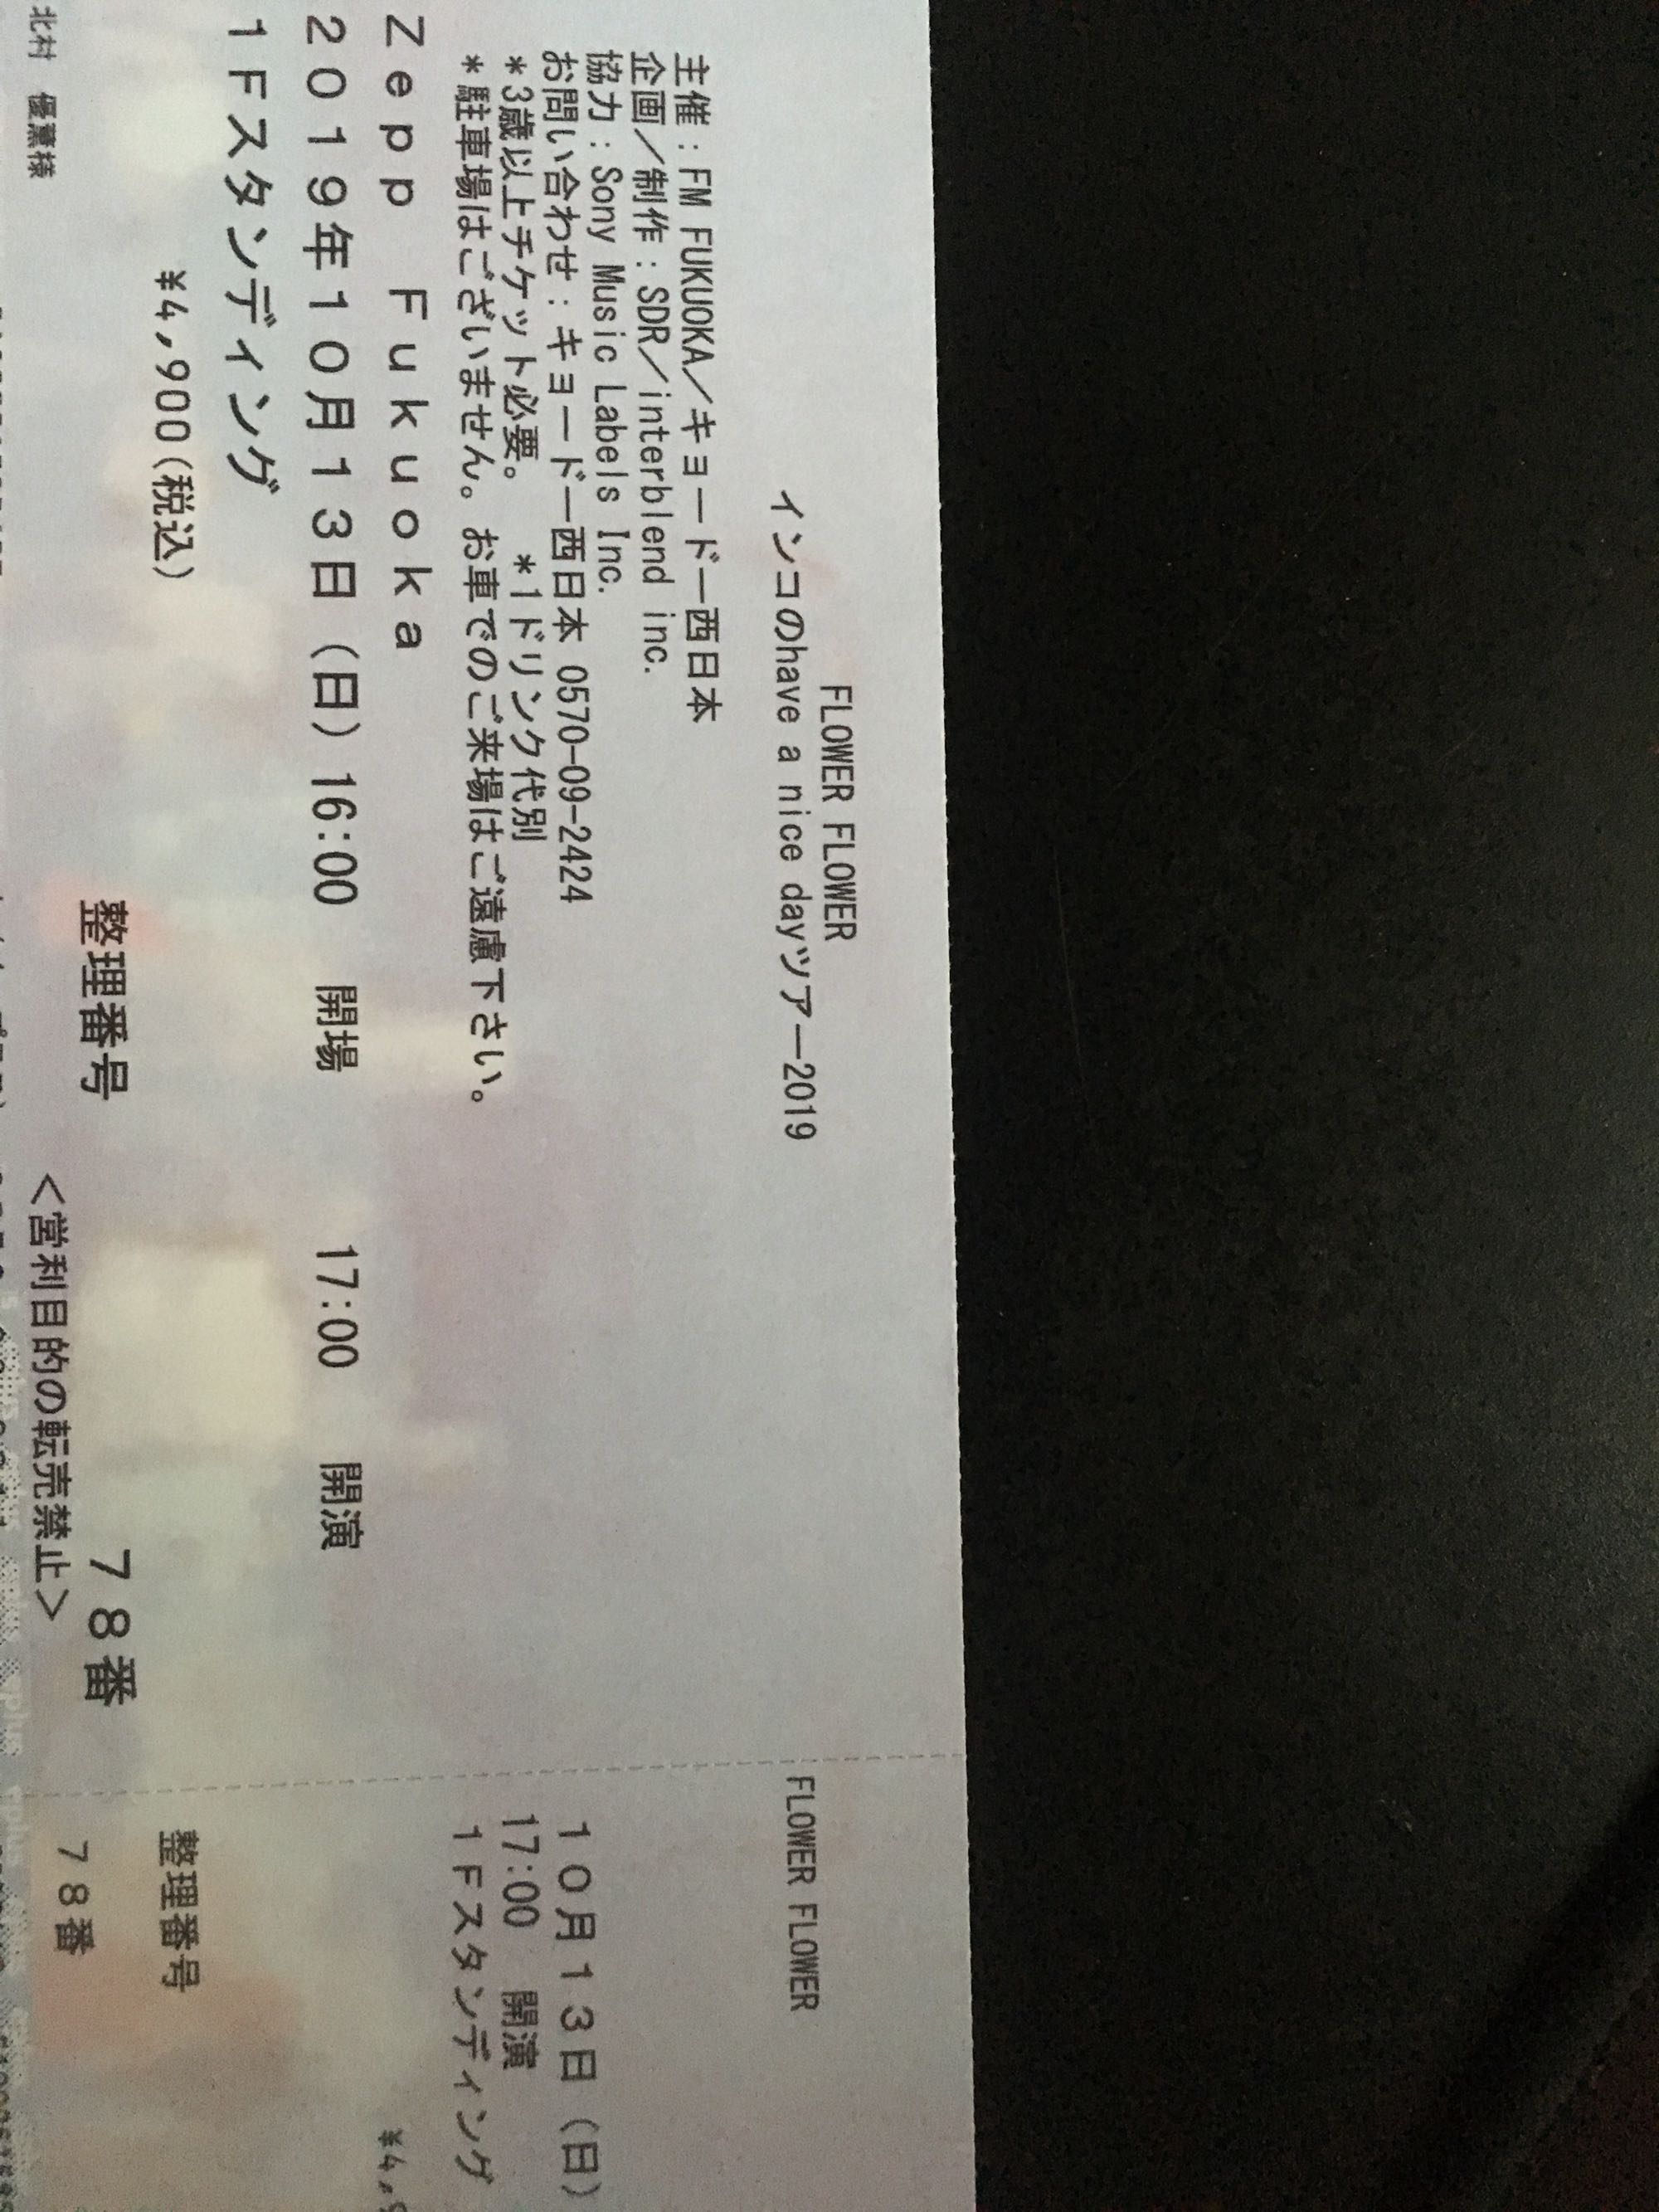 FLOWER FLOWER
インコのhave a nice dayツアー2019
主催：FM FUKUOKA／キョードー西日本
企画／制作：SDR／interblend inc.
協力：Sony Music Labels Inc.
お問い合わせ：キョードー西日本 0570-09-2424
＊3歳以上チケット必要。 ＊1ドリンク代別
＊駐車場はございません。お車でのご来場はご遠慮下さい。
Ｚｅｐｐ Ｆｕｋｕｏｋａ
２０１９年１０月１３日（日）16:00 開場 17:00 開演
１Ｆスタンディング
¥4,900(税込)
整理番号 ７８番
北村 優薫様 ＜営利目的の転売禁止＞
FLOWER FLOWER
１０月１３日（日）
17:00 開演
１Ｆスタンディング
¥4,9
整理番号
７８番